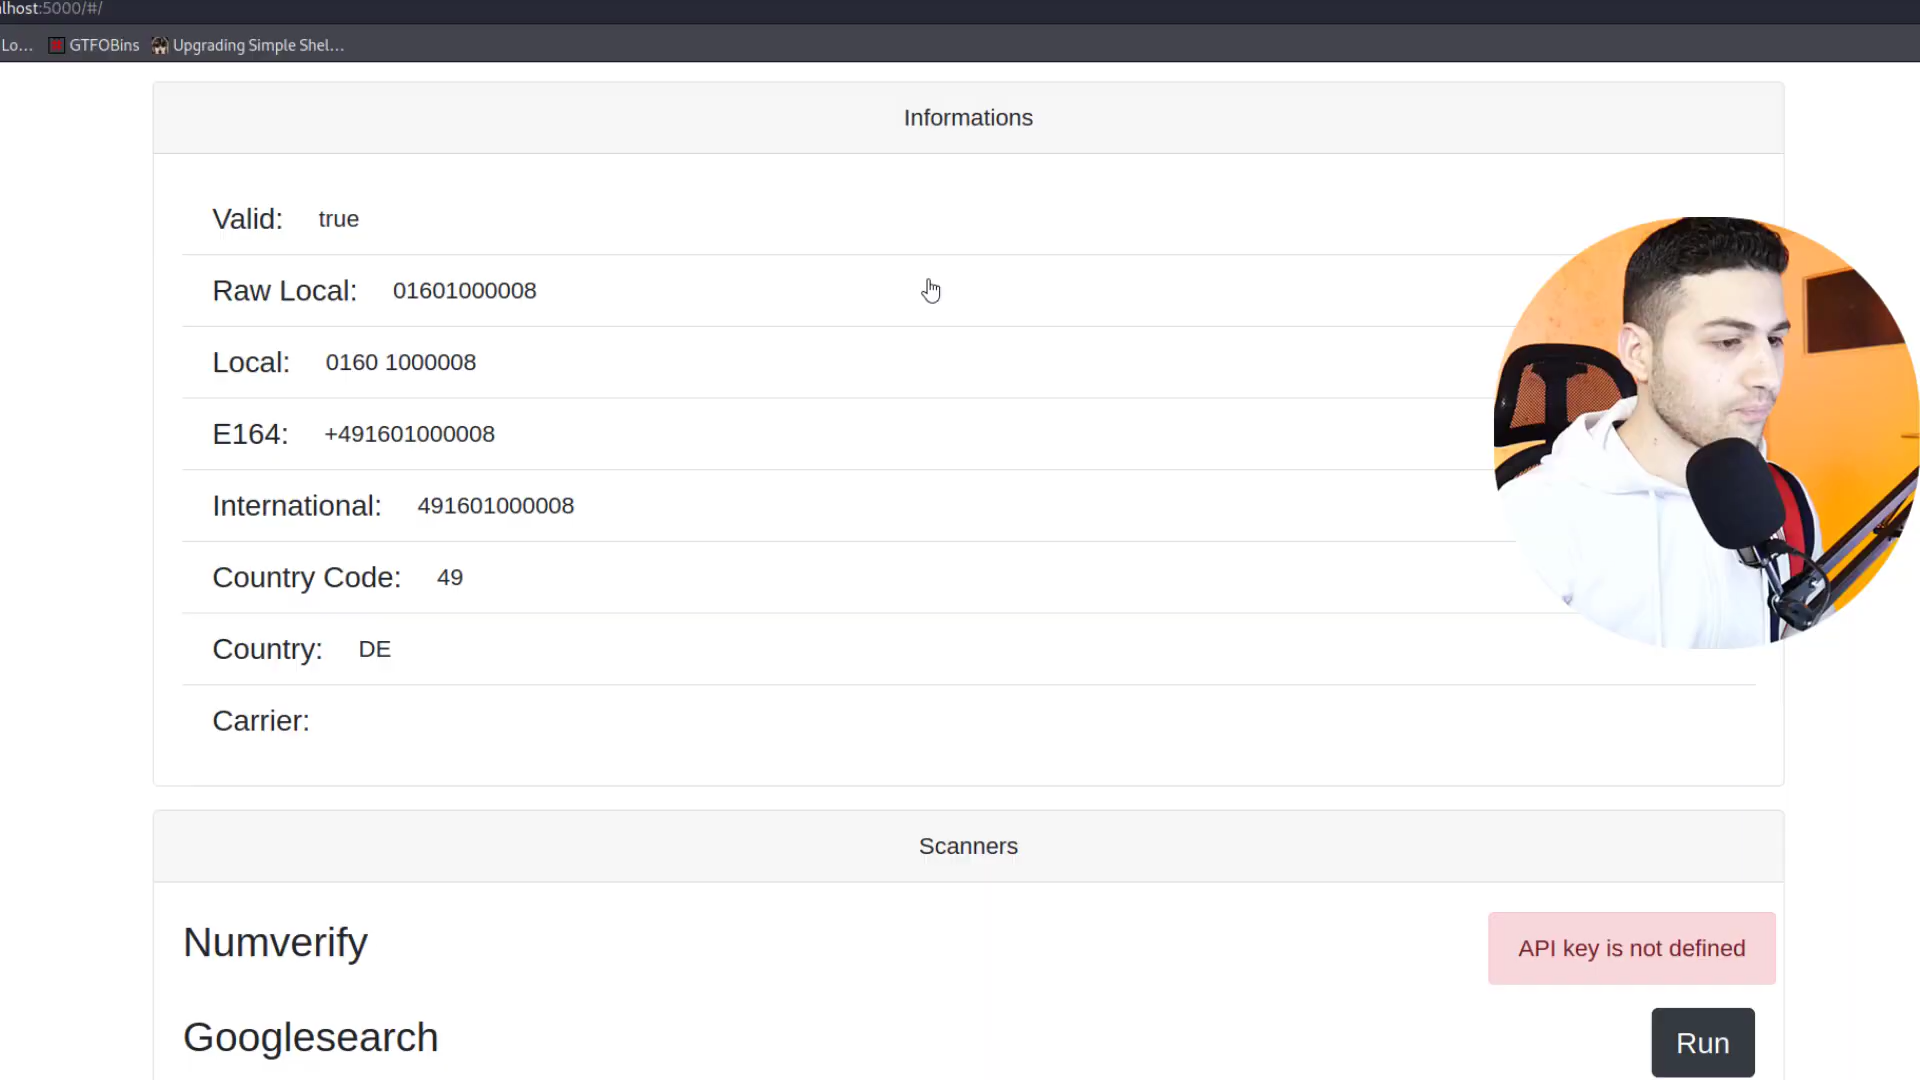 lhost:5000/#/
Lo... GTFOBins Upgrading Simple Shel...
Informations
Valid: true
Raw Local: 01601000008
Local: 0160 1000008
E164: +491601000008
International: 491601000008
Country Code: 49
Country: DE
Carrier:
Scanners
Numverify API key is not defined
Googlesearch Run